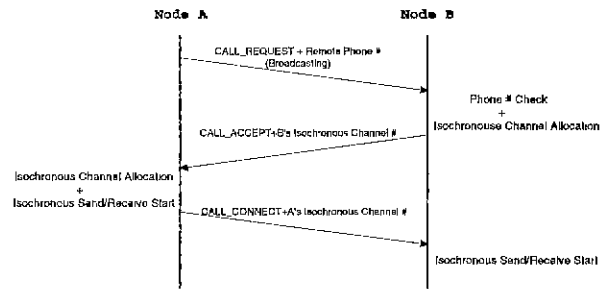 Node A
Node B
CALL_REQUEST + Remote Phone #
(Broadcasting)
Phone # Check
+
Isochronouse Channel Allocation
CALL_ACCEPT+B's Isochronous Channel #
Isochronous Channel Allocation
+
Isochronous Send/Receive Start
CALL_CONNECT+A's Isochronous Channel #
Isochronous Send/Receive Start